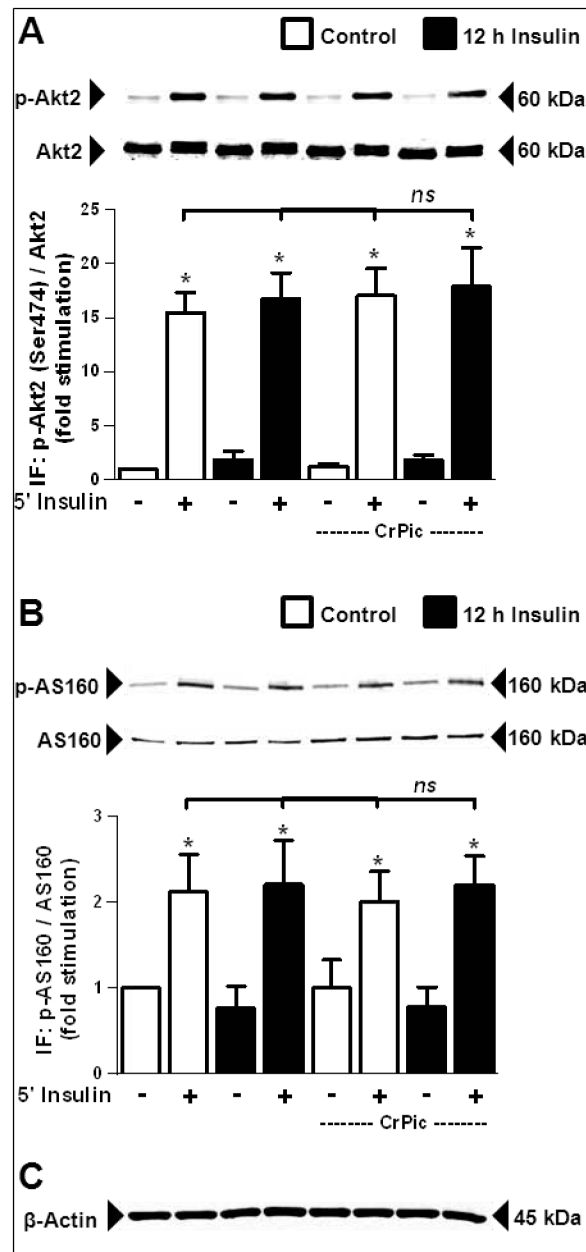 A
Control 12 h Insulin
p-Akt2 60 kDa
Akt2 60 kDa
ns
IF: p-Akt2 (Ser474) / Akt2
(fold stimulation)
25
20
15
10
5
0
* * * *
5' Insulin - + - + - + - +
-------- CrPic --------
B
Control 12 h Insulin
p-AS160 160 kDa
AS160 160 kDa
ns
IF: p-AS160 / AS160
(fold stimulation)
3
2
1
0
* * * *
5' Insulin - + - + - + - +
-------- CrPic --------
C
β-Actin 45 kDa